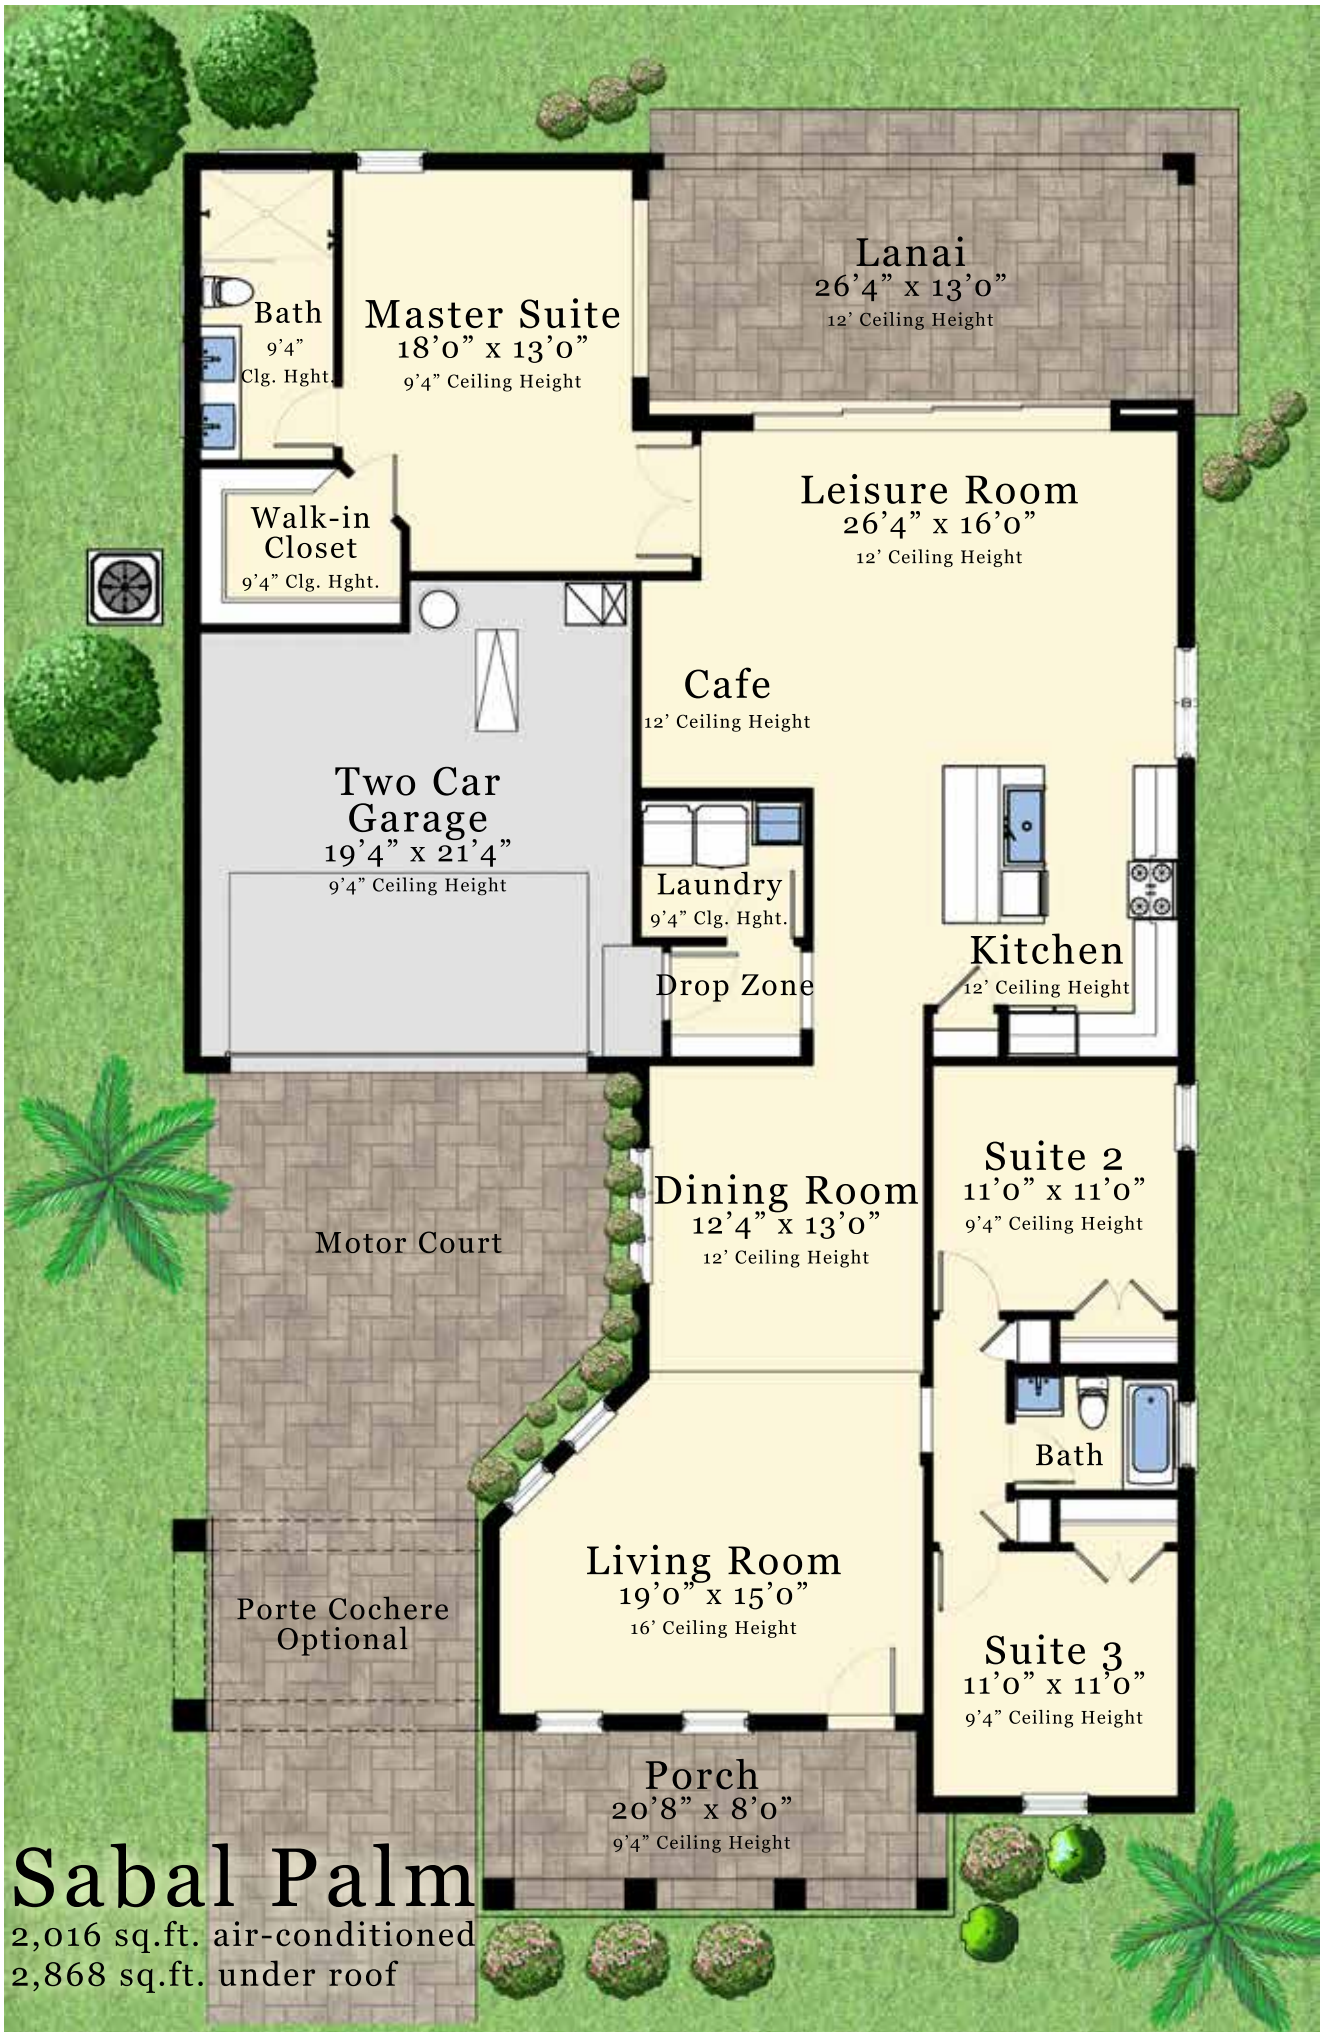 Lanai
26’4” x 13’0”
12’ Ceiling Height
Bath
9’4”
Clg. Hght.
Master Suite
18’0” x 13’0”
9’4” Ceiling Height
Leisure Room
26’4” x 16’0”
12’ Ceiling Height
Walk-in
Closet
9’4” Clg. Hght.
Cafe
12’ Ceiling Height
Two Car
Garage
19’4” x 21’4”
9’4” Ceiling Height
Laundry
9’4” Clg. Hght.
Kitchen
12’ Ceiling Height
Drop Zone
Suite 2
11’0” x 11’0”
9’4” Ceiling Height
Dining Room
12’4” x 13’0”
12’ Ceiling Height
Motor Court
Bath
Living Room
19’0” x 15’0”
16’ Ceiling Height
Porte Cochere
Optional
Suite 3
11’0” x 11’0”
9’4” Ceiling Height
Porch
20’8” x 8’0”
9’4” Ceiling Height
Sabal Palm
2,016 sq.ft. air-conditioned
2,868 sq.ft. under roof